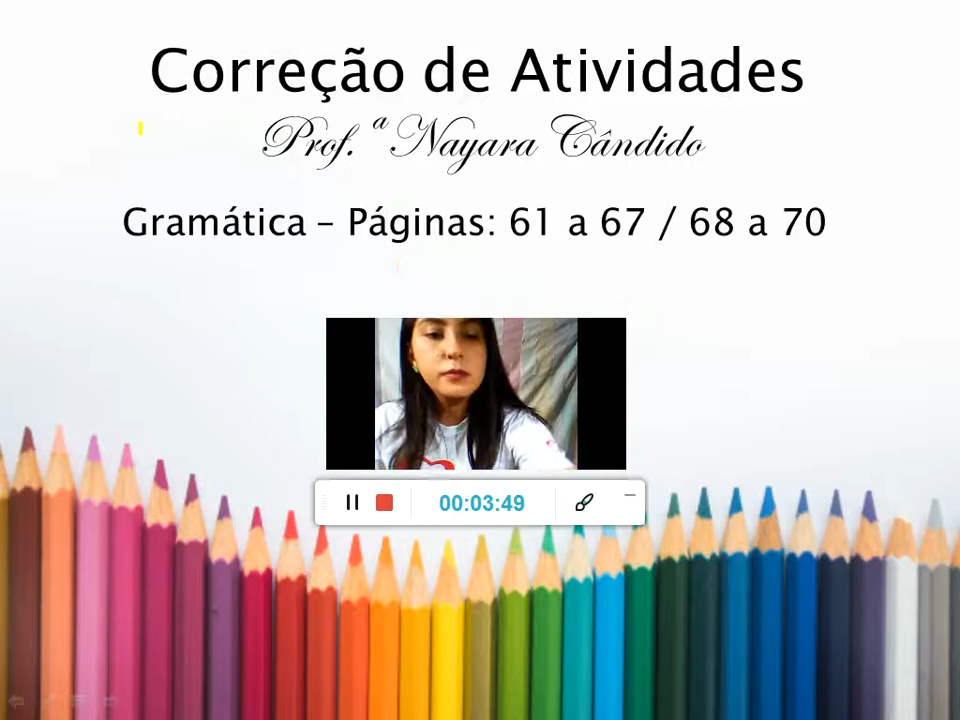 Correção de Atividades
Prof.ª Nayara Cândido
Gramática – Páginas: 61 a 67 / 68 a 70
00:03:49